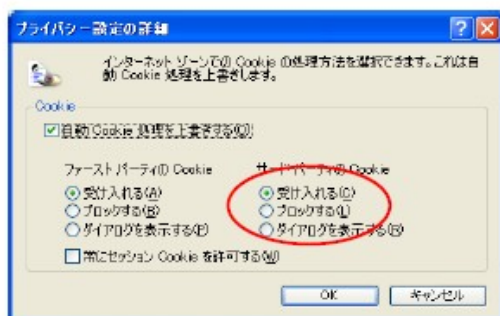 プライバシー設定の詳細
インターネット ゾーンでの Cookie の処理方法を選択できます。これは自
動 Cookie 処理を上書きします。
Cookie
自動 Cookie 処理を上書きする(O)
ファースト パーティの Cookie
サード パーティの Cookie
受け入れる(A)
受け入れる(C)
ブロックする(B)
ブロックする(L)
ダイアログを表示する(P)
ダイアログを表示する(R)
常にセッション Cookie を許可する(W)
OK
キャンセル